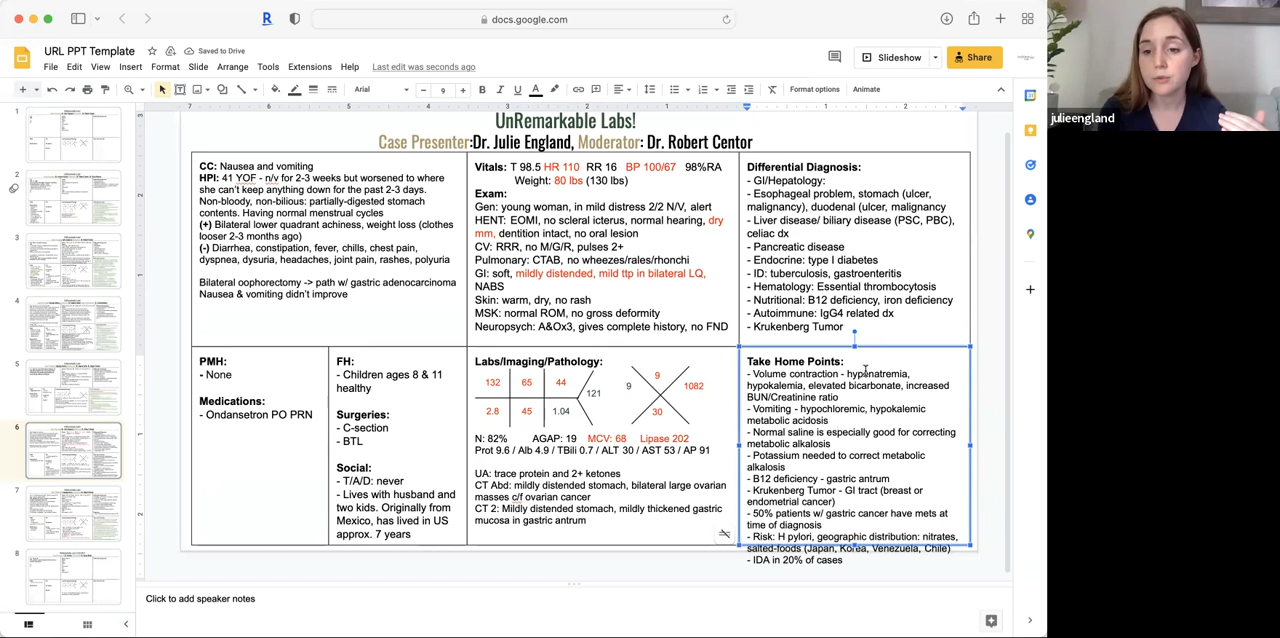 docs.google.com
URL PPT Template
Saved to Drive
File Edit View Insert Format Slide Arrange Tools Extensions Help
Last edit was seconds ago
Slideshow
Share
Arial
9
Format options
Animate
julieengland
UnRemarkable Labs!
Case Presenter:Dr. Julie England, Moderator: Dr. Robert Centor
CC: Nausea and vomiting
HPI: 41 YOF - n/v for 2-3 weeks but worsened to where
she can't keep anything down for the past 2-3 days.
Non-bloody, non-bilious: partially-digested stomach
contents. Having normal menstrual cycles
(+) Bilateral lower quadrant achiness, weight loss (clothes
looser 2-3 months ago)
(-) Diarrhea, constipation, fever, chills, chest pain,
dyspnea, dysuria, headaches, joint pain, rashes, polyuria
Bilateral oophorectomy -> path w/ gastric adenocarcinoma
Nausea & vomiting didn't improve
Vitals: T 98.5 HR 110 RR 16 BP 100/67 98%RA
Weight: 80 lbs (130 lbs)
Exam:
Gen: young woman, in mild distress 2/2 N/V, alert
HENT: EOMI, no scleral icterus, normal hearing, dry
mm, dentition intact, no oral lesion
CV: RRR, no M/G/R, pulses 2+
Pulmonary: CTAB, no wheezes/rales/rhonchi
GI: soft, mildly distended, mild ttp in bilateral LQ,
NABS
Skin, warm, dry, no rash
MSK: normal ROM, no gross deformity
Neuro/psych: A&Ox3, gives complete history, no FND
Differential Diagnosis:
- GI/Hepatology:
- Esophageal problem, stomach (ulcer,
malignancy), duodenal (ulcer, malignancy
- Liver disease/ biliary disease (PSC, PBC),
celiac dx
- Pancreatic disease
- Endocrine: type I diabetes
- ID: tuberculosis, gastroenteritis
- Hematology: Essential thrombocytosis
- Nutritional: B12 deficiency, iron deficiency
- Autoimmune: IgG4 related dx
- Krukenberg Tumor
PMH:
- None
Medications:
- Ondansetron PO PRN
FH:
- Children ages 8 & 11
healthy
Surgeries:
- C-section
- BTL
Social:
- T/A/D: never
- Lives with husband and
two kids. Originally from
Mexico, has lived in US
approx. 7 years
Labs/Imaging/Pathology:
122 65 44
121
2.8 45 1.04
9
9
1082
30
AGAP: 19 MCV: 68 Lipase 202
Prot 9.3 / Alb 4.9 / TBili 0.7 / ALT 30 / AST 53 / AP 91
UA: trace protein and 2+ ketones
CT Abd: mildly distended stomach, bilateral large ovarian
of ovarian cancer
CT 2: mildly distended stomach, mildly thickened gastric
mucosa in gastric antrum
Take Home Points:
- Volume contraction - hyponatremia,
hypokalemia, elevated bicarbonate, increased
BUN/Creatinine ratio
- Vomiting - hypochloremic, hypokalemic
metabolic acidosis
- Normal saline is especially good for correcting
metabolic alkalosis
- Potassium needed to correct metabolic
alkalosis
- B12 deficiency - gastric antrum
- Krukenberg Tumor - GI tract (breast or
endometrial cancer)
- 50% patients w/ gastric cancer have mets at
time of diagnosis
- Risk: H pylori, geographic distribution: nitrates,
salted-foods (Japan, Korea, Venezuela, Chile)
- IDA in 20% of cases
Click to add speaker notes
1
2
3
4
5
6
7
8